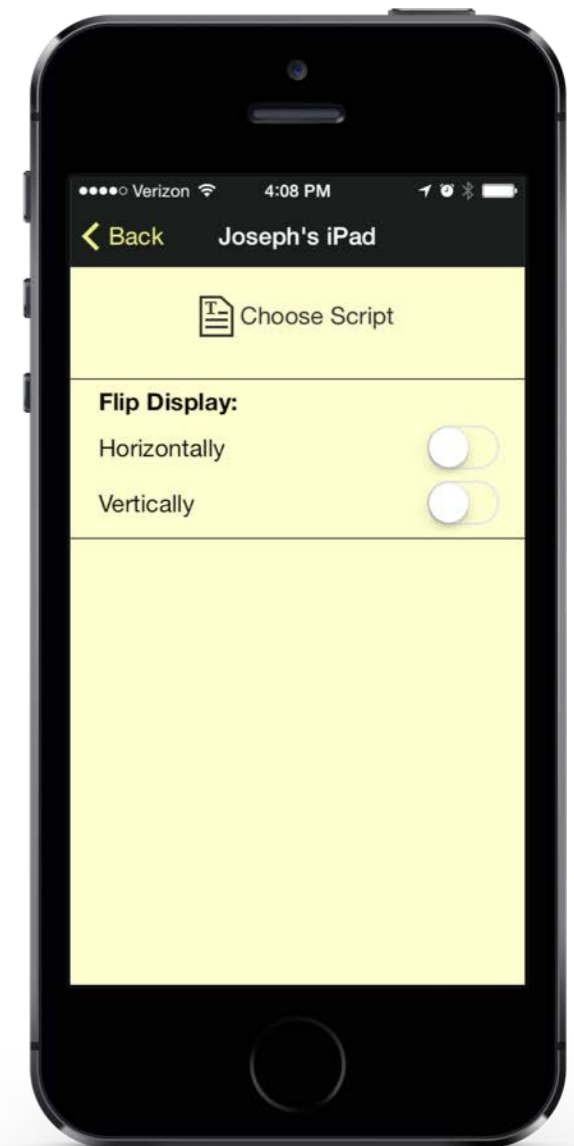 Verizon 4:08 PM
Back Joseph's iPad
T Choose Script
Flip Display:
Horizontally
Vertically